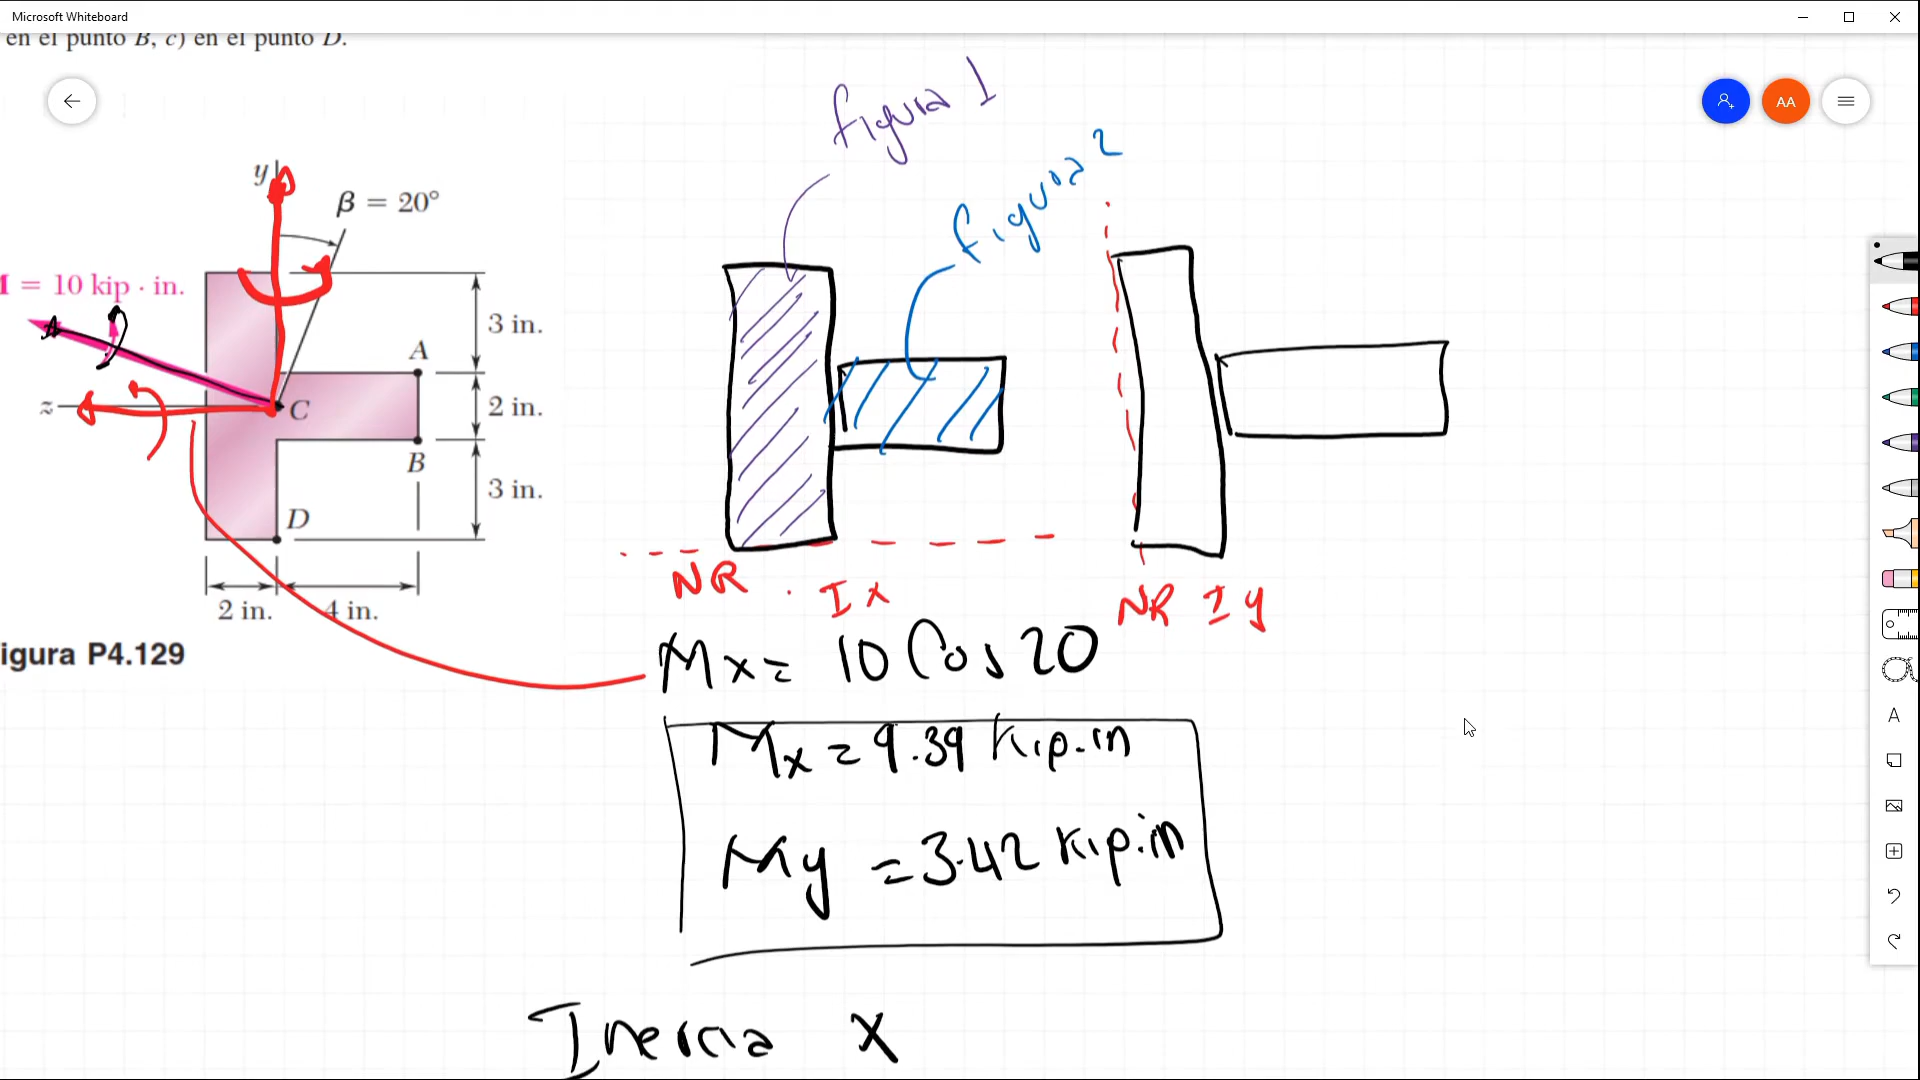 Microsoft Whiteboard
en el punto B, c) en el punto D.
figura 1
figura 2
AA
y
β = 20°
= 10 kip · in.
3 in.
A
z
C
2 in.
B
3 in.
D
2 in.
4 in.
NR . Ix
NR Iy
igura P4.129
Mx = 10 Cos 20
Mx = 9.39 Kip.in
My = 3.42 Kip.in
Inercia x
A